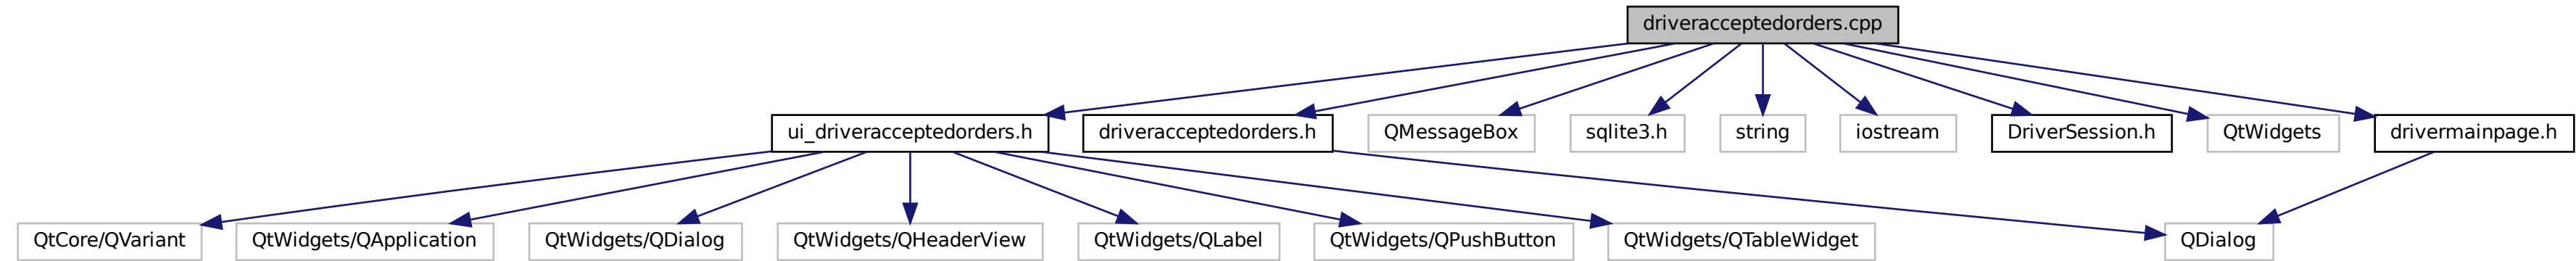 driveracceptedorders.cpp
ui_driveracceptedorders.h
driveracceptedorders.h
QMessageBox
sqlite3.h
string
iostream
DriverSession.h
QtWidgets
drivermainpage.h
QtCore/QVariant
QtWidgets/QApplication
QtWidgets/QDialog
QtWidgets/QHeaderView
QtWidgets/QLabel
QtWidgets/QPushButton
QtWidgets/QTableWidget
QDialog